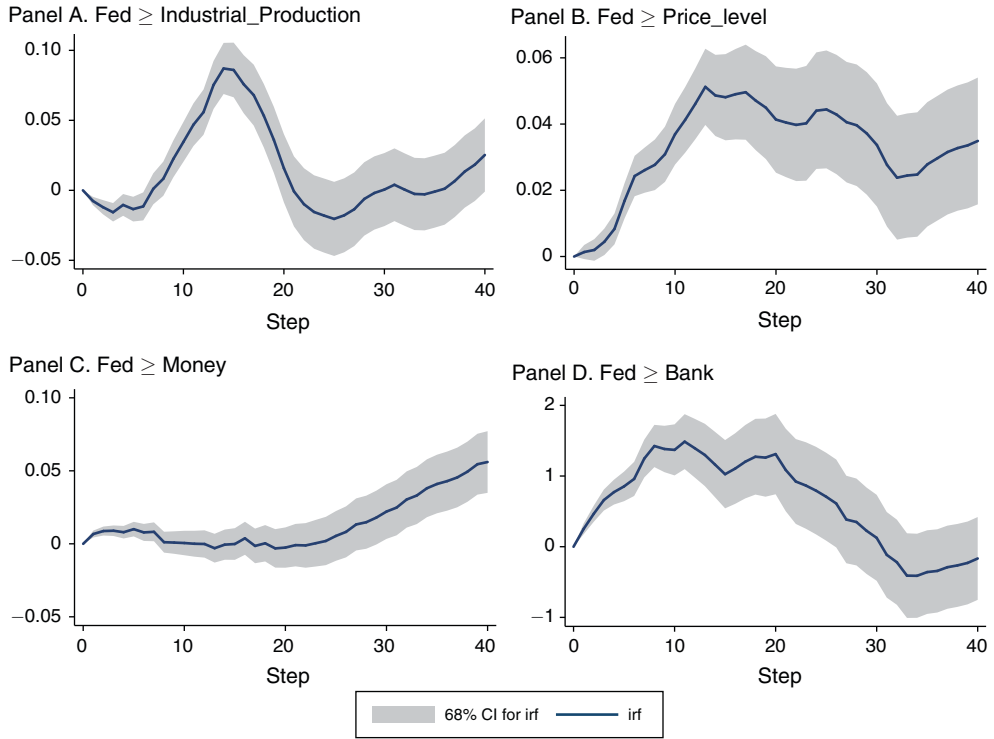 Panel A. Fed ≥ Industrial_Production
0.10
0.05
0
−0.05
0 10 20 30 40
Step
Panel B. Fed ≥ Price_level
0.06
0.04
0.02
0
0 10 20 30 40
Step
Panel C. Fed ≥ Money
0.10
0.05
0
−0.05
0 10 20 30 40
Step
Panel D. Fed ≥ Bank
2
1
0
−1
0 10 20 30 40
Step
68% CI for irf irf